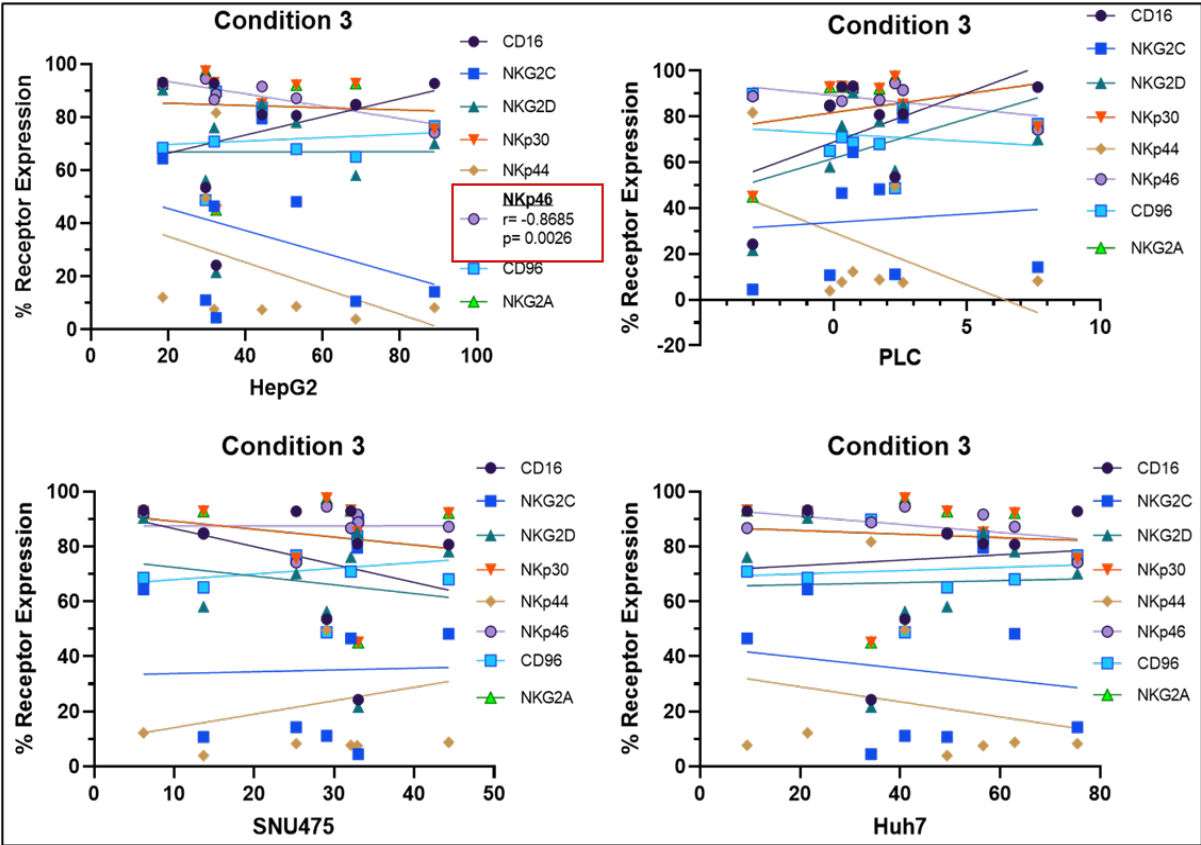 Condition 3
% Receptor Expression
100
80
60
40
20
0
0
20
40
60
80
100
HepG2
CD16
NKG2C
NKG2D
NKp30
NKp44
NKp46
r= -0.8685
p= 0.0026
CD96
NKG2A
Condition 3
% Receptor Expression
100
80
60
40
20
0
-20
0
5
10
PLC
CD16
NKG2C
NKG2D
NKp30
NKp44
NKp46
CD96
NKG2A
Condition 3
% Receptor Expression
100
80
60
40
20
0
0
10
20
30
40
50
SNU475
CD16
NKG2C
NKG2D
NKp30
NKp44
NKp46
CD96
NKG2A
Condition 3
% Receptor Expression
100
80
60
40
20
0
0
20
40
60
80
Huh7
CD16
NKG2C
NKG2D
NKp30
NKp44
NKp46
CD96
NKG2A